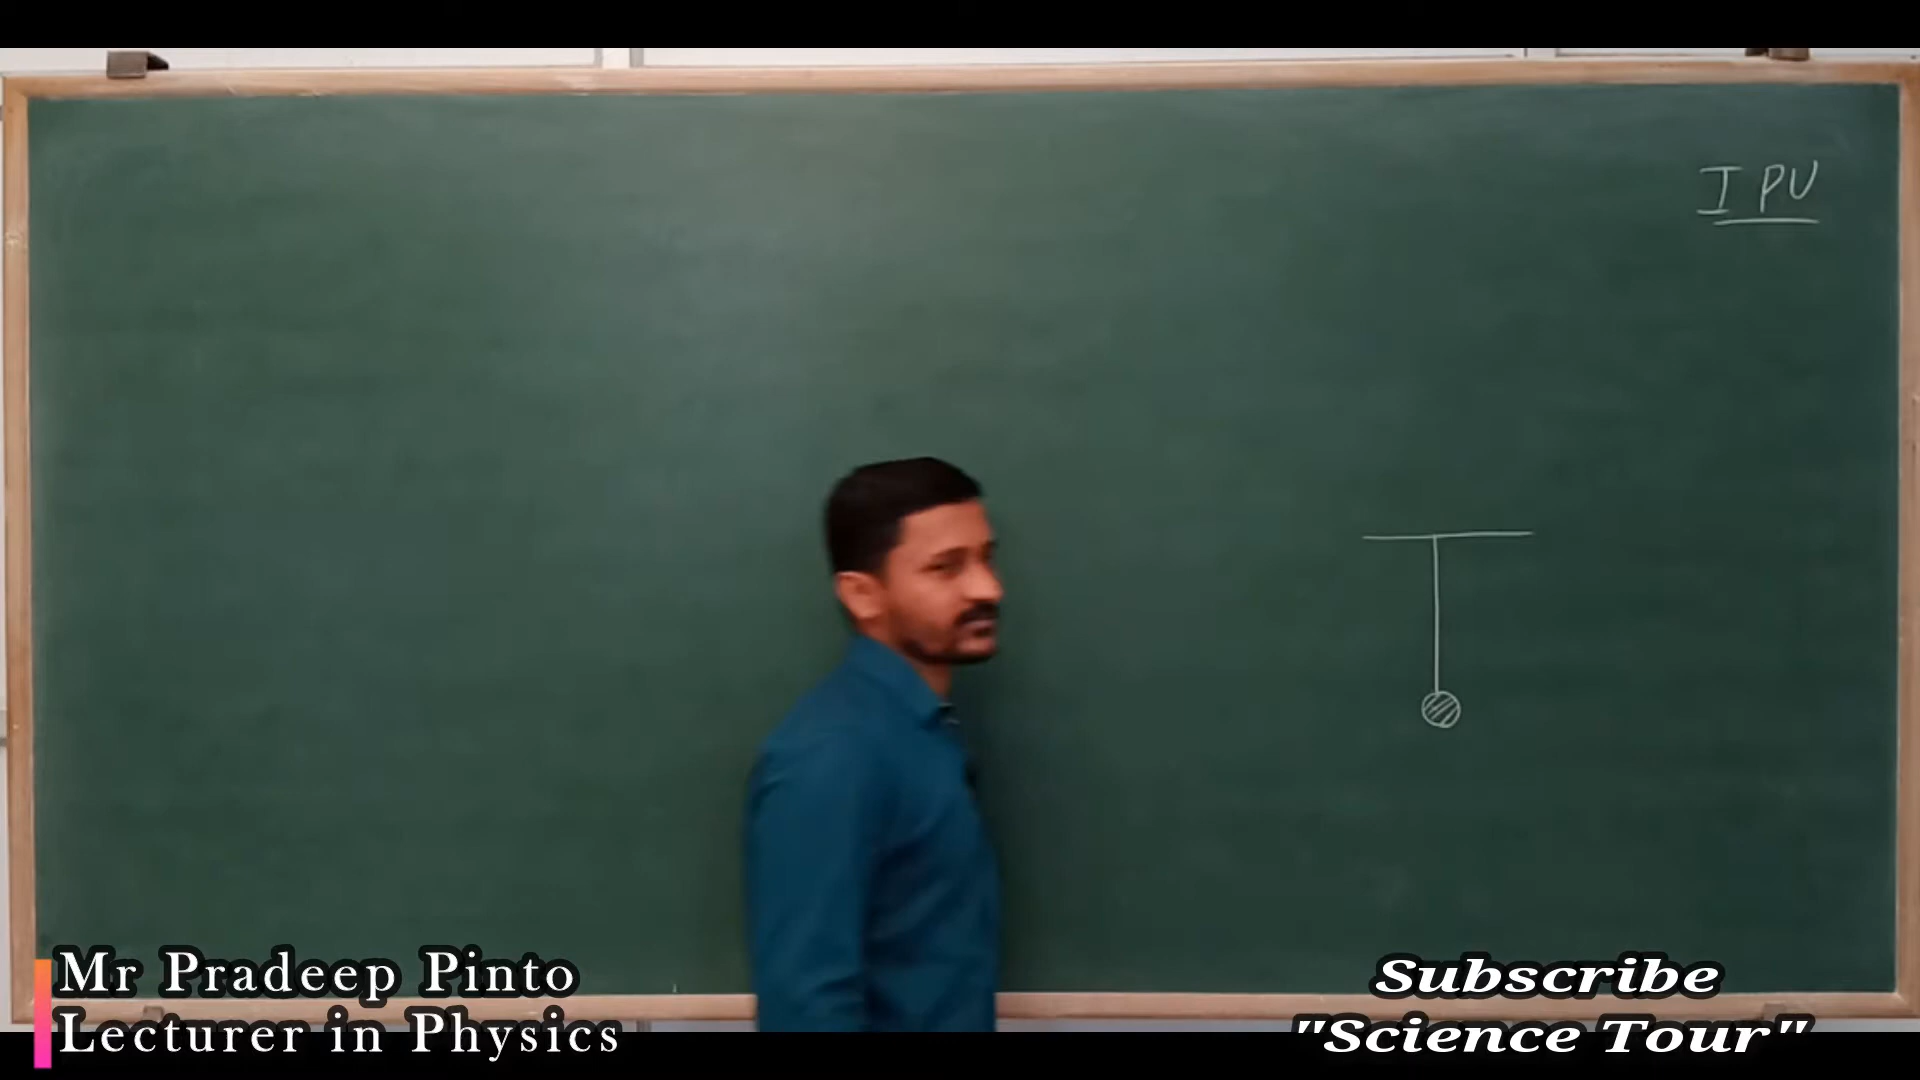 I PU
Mr Pradeep Pinto
Lecturer in Physics
Subscribe
"Science Tour"